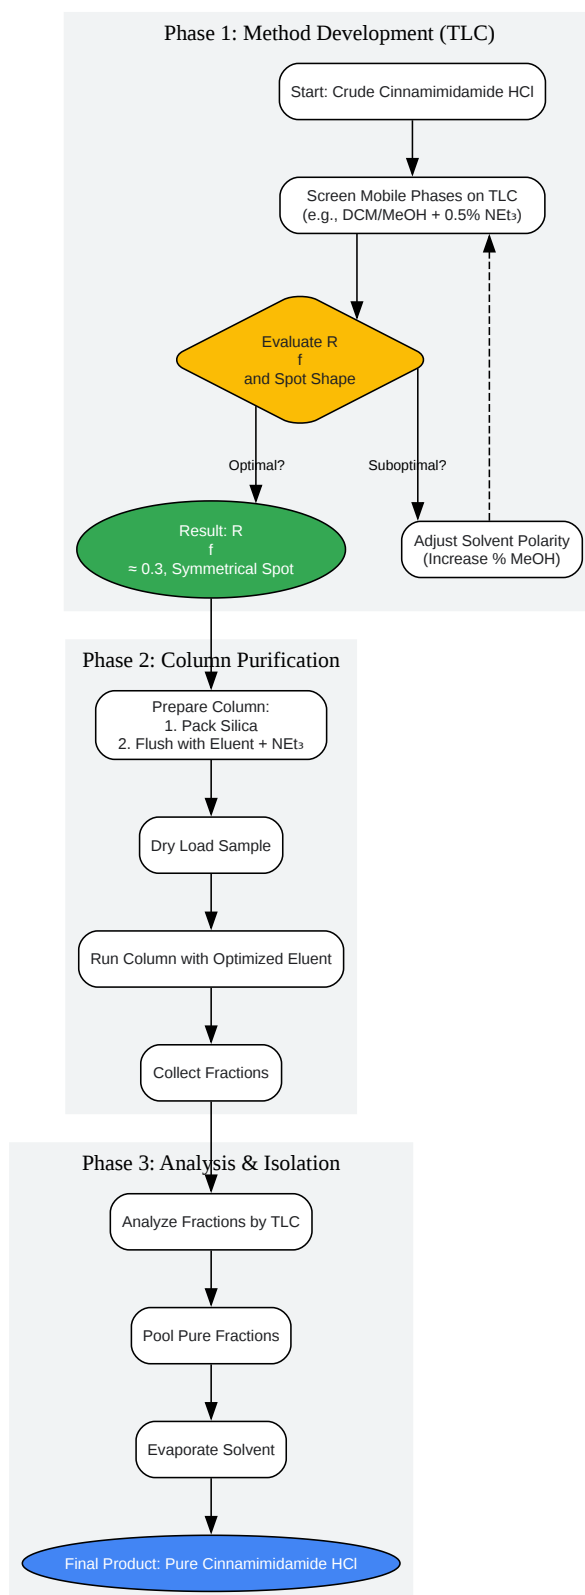 Phase 1: Method Development (TLC)
Start: Crude Cinnamimidamide HCl
Screen Mobile Phases on TLC
(e.g., DCM/MeOH + 0.5% NEt₃)
Evaluate R
f
and Spot Shape
Optimal?
Suboptimal?
Result: R
f
≈ 0.3, Symmetrical Spot
Adjust Solvent Polarity
(Increase % MeOH)
Phase 2: Column Purification
Prepare Column:
1. Pack Silica
2. Flush with Eluent + NEt₃
Dry Load Sample
Run Column with Optimized Eluent
Collect Fractions
Phase 3: Analysis & Isolation
Analyze Fractions by TLC
Pool Pure Fractions
Evaporate Solvent
Final Product: Pure Cinnamimidamide HCl